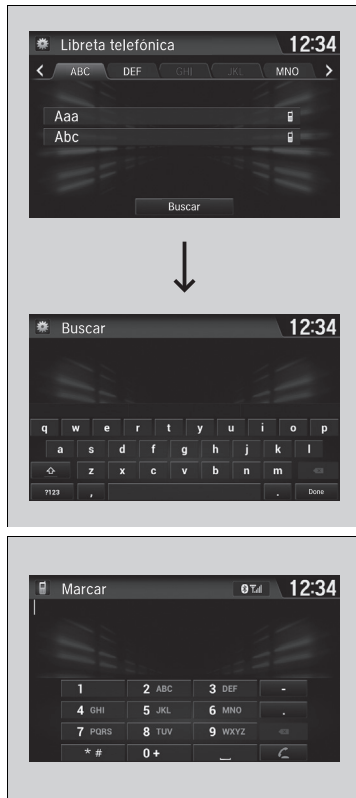 Libreta telefónica 12:34
ABC DEF GHI JKL MNO
Aaa
Abc
Buscar
Buscar 12:34
q w e r t y u i o p
a s d f g h j k l
z x c v b n m
?123 , . Done
Marcar 12:34
1 2 ABC 3 DEF -
4 GHI 5 JKL 6 MNO .
7 PQRS 8 TUV 9 WXYZ
* # 0 + _